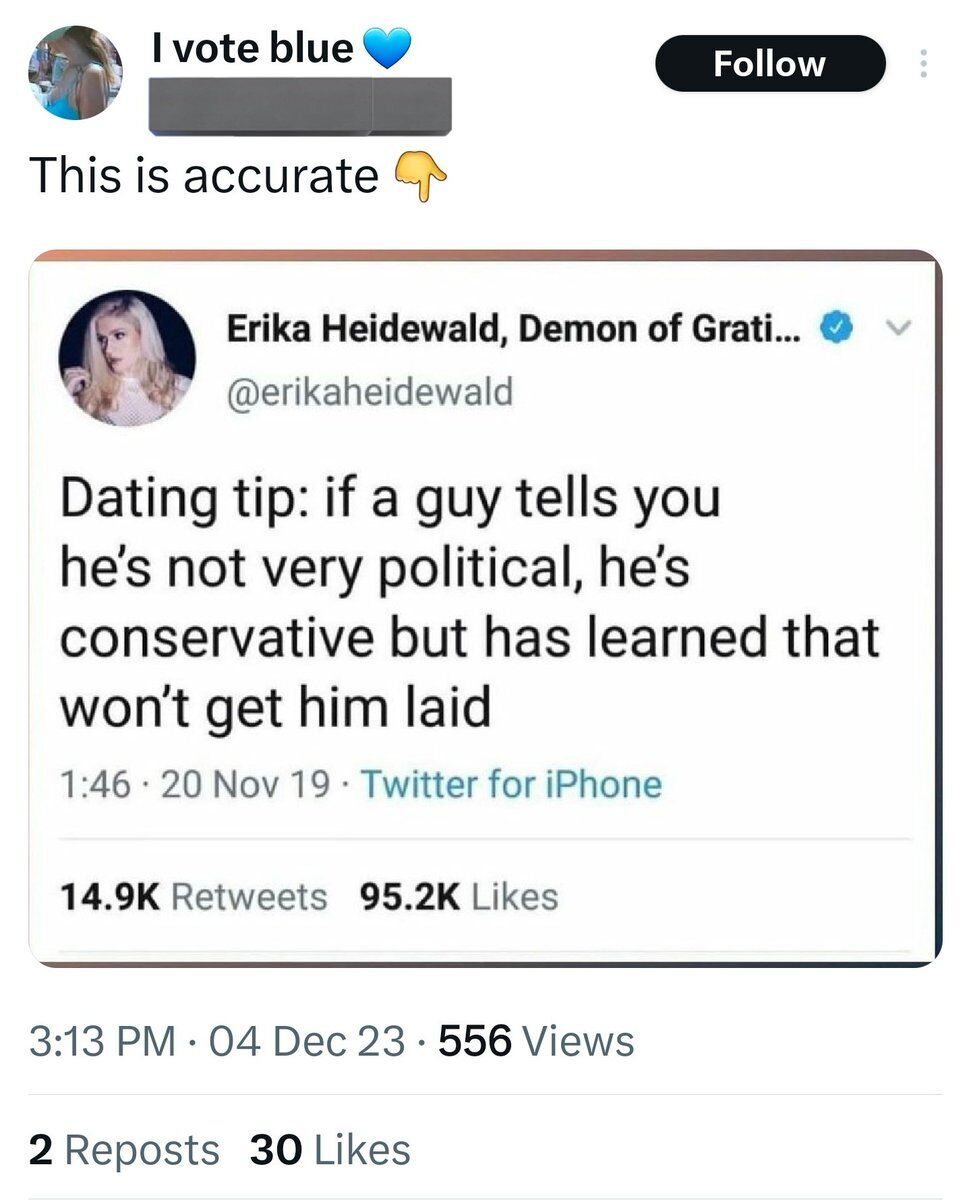 I vote blue 💙
Follow
This is accurate 👇
Erika Heidewald, Demon of Grati...
@erikaheidewald
Dating tip: if a guy tells you
he's not very political, he's
conservative but has learned that
won't get him laid
1:46 · 20 Nov 19 · Twitter for iPhone
14.9K Retweets 95.2K Likes
3:13 PM · 04 Dec 23 · 556 Views
2 Reposts 30 Likes